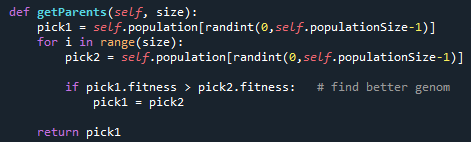 def getParents(self, size):
    pick1 = self.population[randint(0,self.populationSize-1)]
    for i in range(size):
        pick2 = self.population[randint(0,self.populationSize-1)]

        if pick1.fitness > pick2.fitness:   # find better genom
            pick1 = pick2

    return pick1